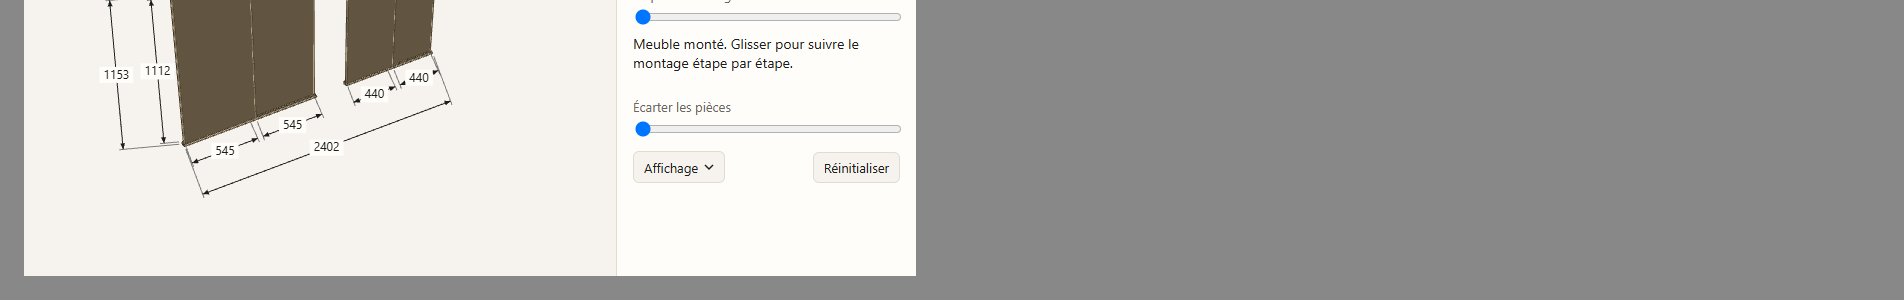 Meuble monté. Glisser pour suivre le
montage étape par étape.
1153
1112
440
440
Écarter les pièces
545
545
2402
Affichage
Réinitialiser